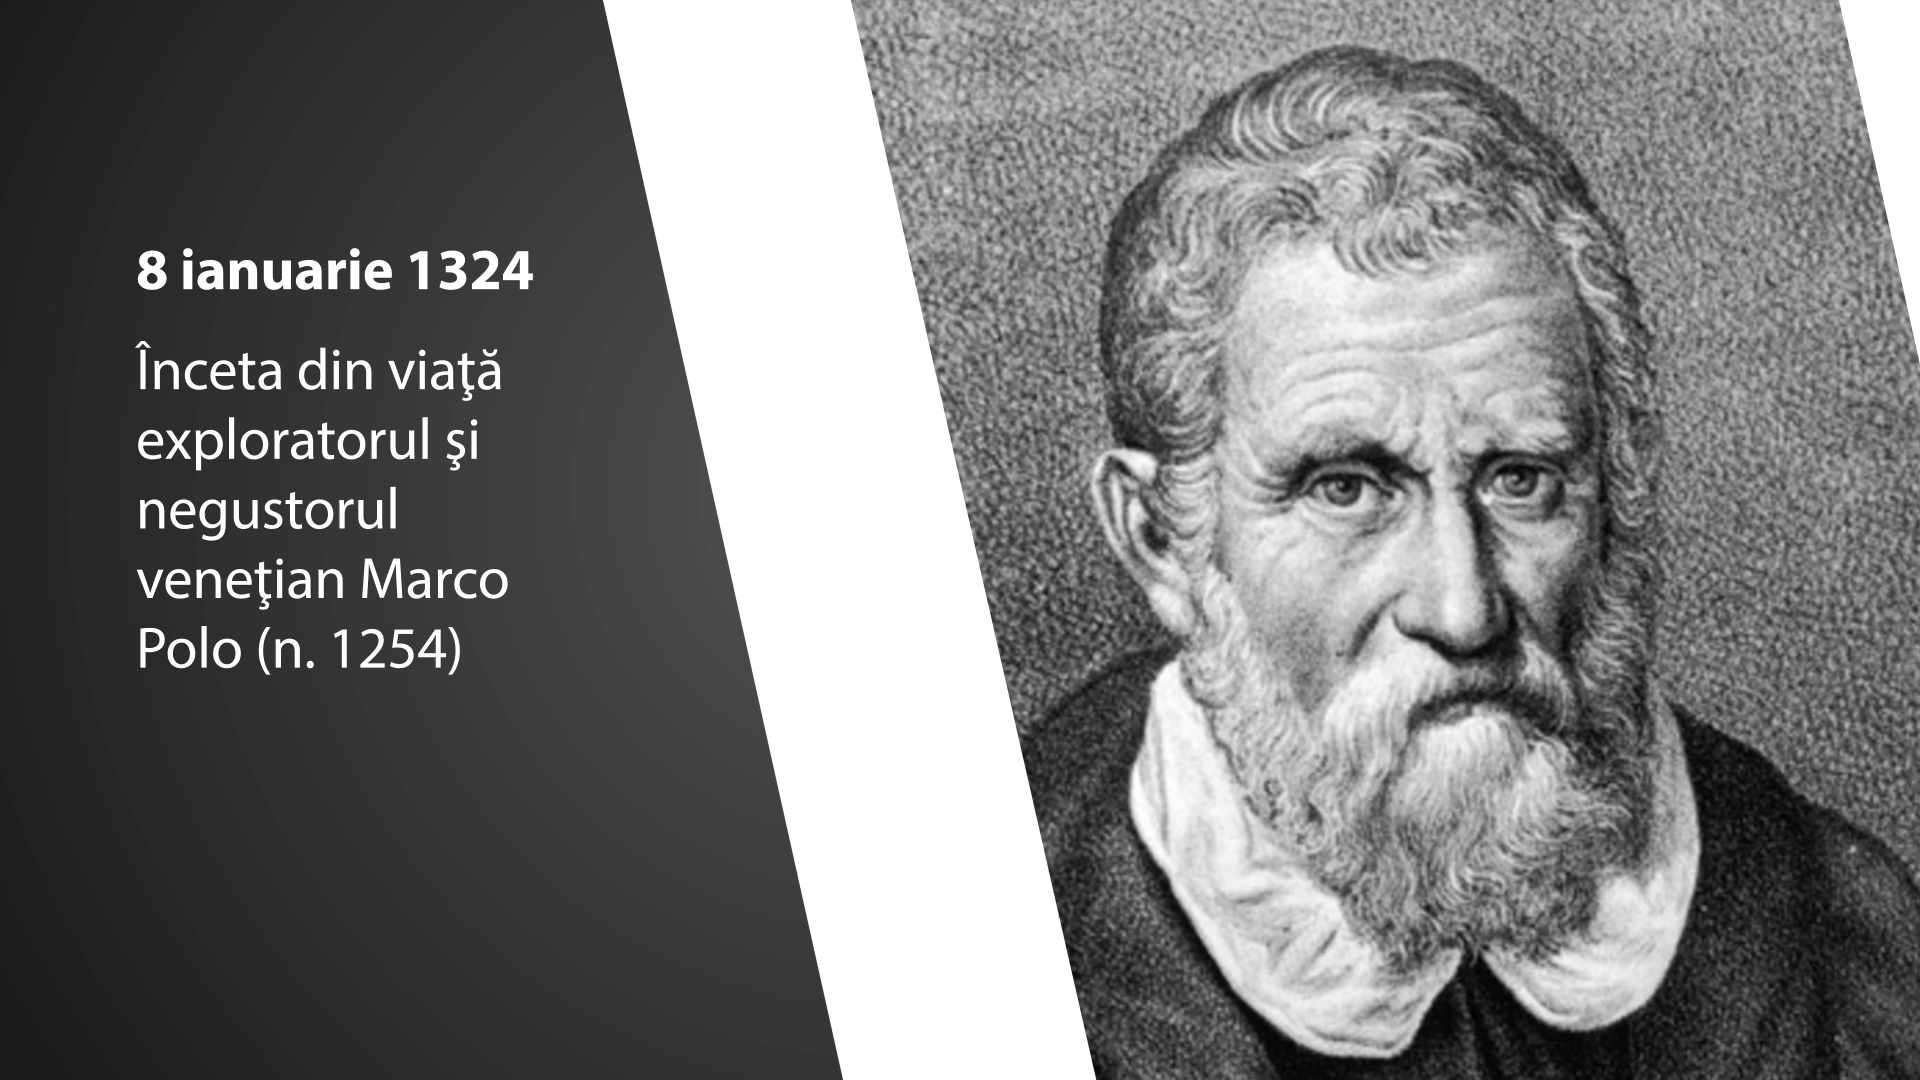 8 ianuarie 1324
Înceta din viaţă
exploratorul şi
negustorul
veneţian Marco
Polo (n. 1254)